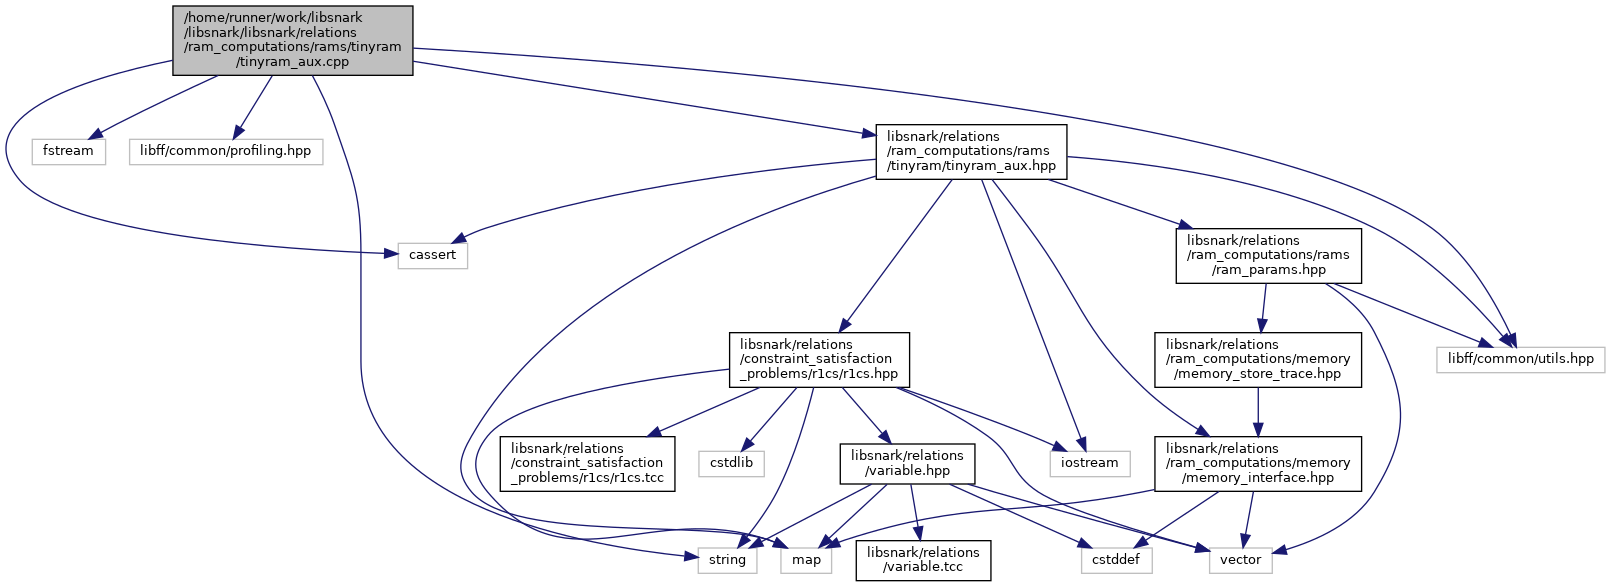 /home/runner/work/libsnark
/libsnark/libsnark/relations
/ram_computations/rams/tinyram
/tinyram_aux.cpp
libsnark/relations
/ram_computations/rams
/tinyram/tinyram_aux.hpp
fstream
libff/common/profiling.hpp
cassert
libsnark/relations
/ram_computations/rams
/ram_params.hpp
libsnark/relations
/constraint_satisfaction
_problems/r1cs/r1cs.hpp
libsnark/relations
/ram_computations/memory
/memory_store_trace.hpp
libff/common/utils.hpp
libsnark/relations
/constraint_satisfaction
_problems/r1cs/r1cs.tcc
cstdlib
libsnark/relations
/variable.hpp
iostream
libsnark/relations
/ram_computations/memory
/memory_interface.hpp
string
map
libsnark/relations
/variable.tcc
cstddef
vector